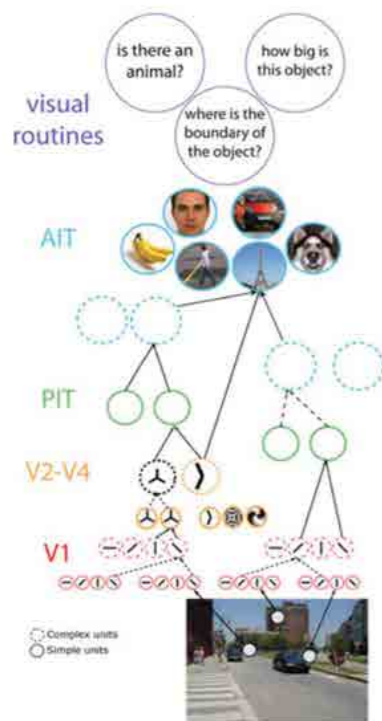 is there an
animal?
how big is
this object?
where is the
boundary of
the object?
visual
routines
AIT
PIT
V2-V4
V1
Complex units
Simple units